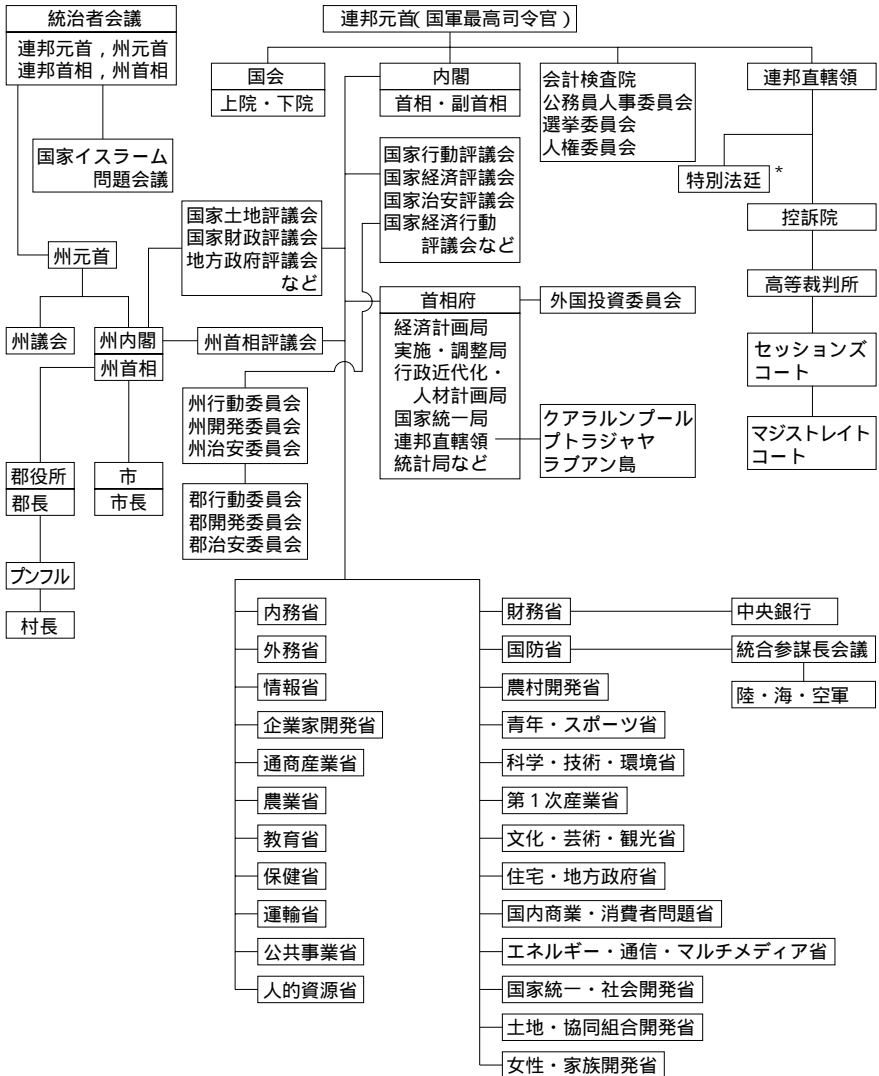 統治者会議
連邦元首，州元首
連邦首相，州首相
国家イスラーム
問題会議
州元首
州議会
州内閣
州首相
郡役所
郡長
市
市長
プンフル
村長
連邦元首（国軍最高司令官）
国会
上院・下院
内閣
首相・副首相
会計検査院
公務員人事委員会
選挙委員会
人権委員会
連邦直轄領
特別法廷*
控訴院
高等裁判所
セッションズ
コート
マジストレイト
コート
国家行動評議会
国家経済評議会
国家治安評議会
国家経済行動
評議会など
国家土地評議会
国家財政評議会
地方政府評議会
など
州首相評議会
首相府
経済計画局
実施・調整局
行政近代化・
人材計画局
国家統一局
連邦直轄領
統計局など
外国投資委員会
クアラルンプール
プトラジャヤ
ラブアン島
州行動委員会
州開発委員会
州治安委員会
郡行動委員会
郡開発委員会
郡治安委員会
内務省
外務省
情報省
企業家開発省
通商産業省
農業省
教育省
保健省
運輸省
公共事業省
人的資源省
財務省
中央銀行
国防省
統合参謀長会議
陸・海・空軍
農村開発省
青年・スポーツ省
科学・技術・環境省
第１次産業省
文化・芸術・観光省
住宅・地方政府省
国内商業・消費者問題省
エネルギー・通信・マルチメディア省
国家統一・社会開発省
土地・協同組合開発省
女性・家族開発省